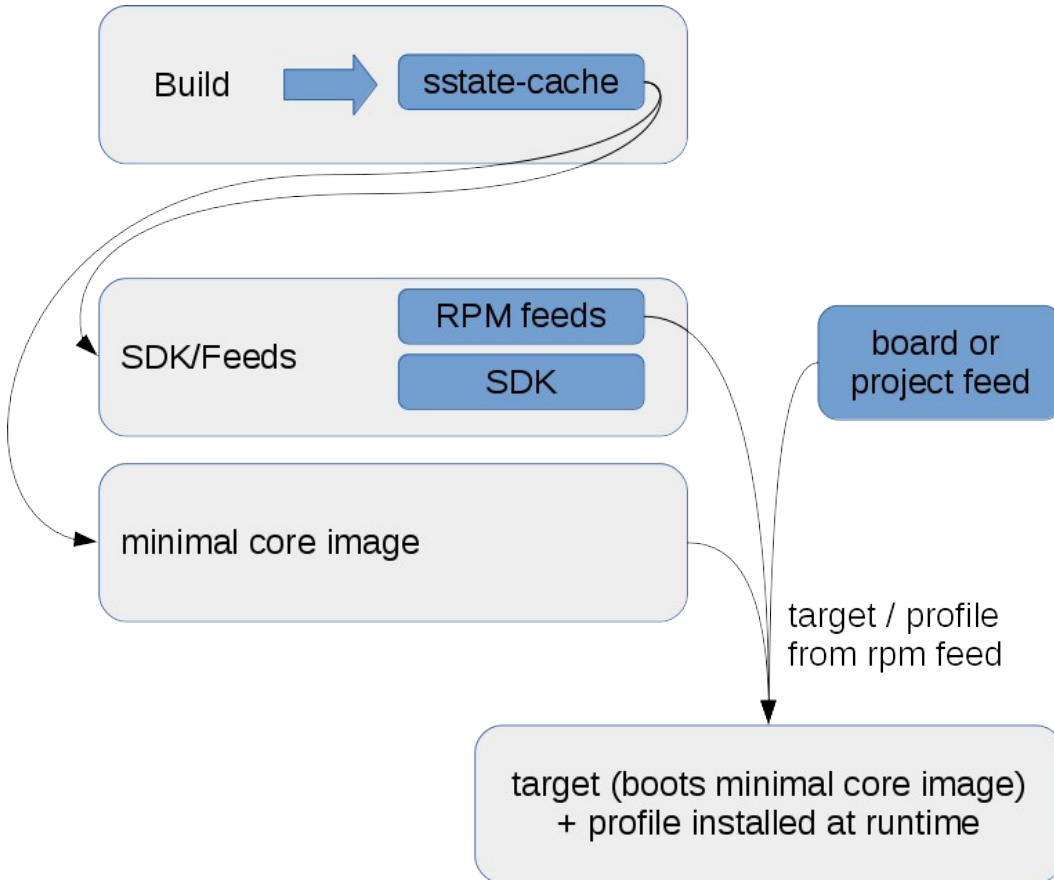 Build
sstate-cache
SDK/Feeds
RPM feeds
SDK
board or
project feed
minimal core image
target / profile
from rpm feed
target (boots minimal core image)
+ profile installed at runtime